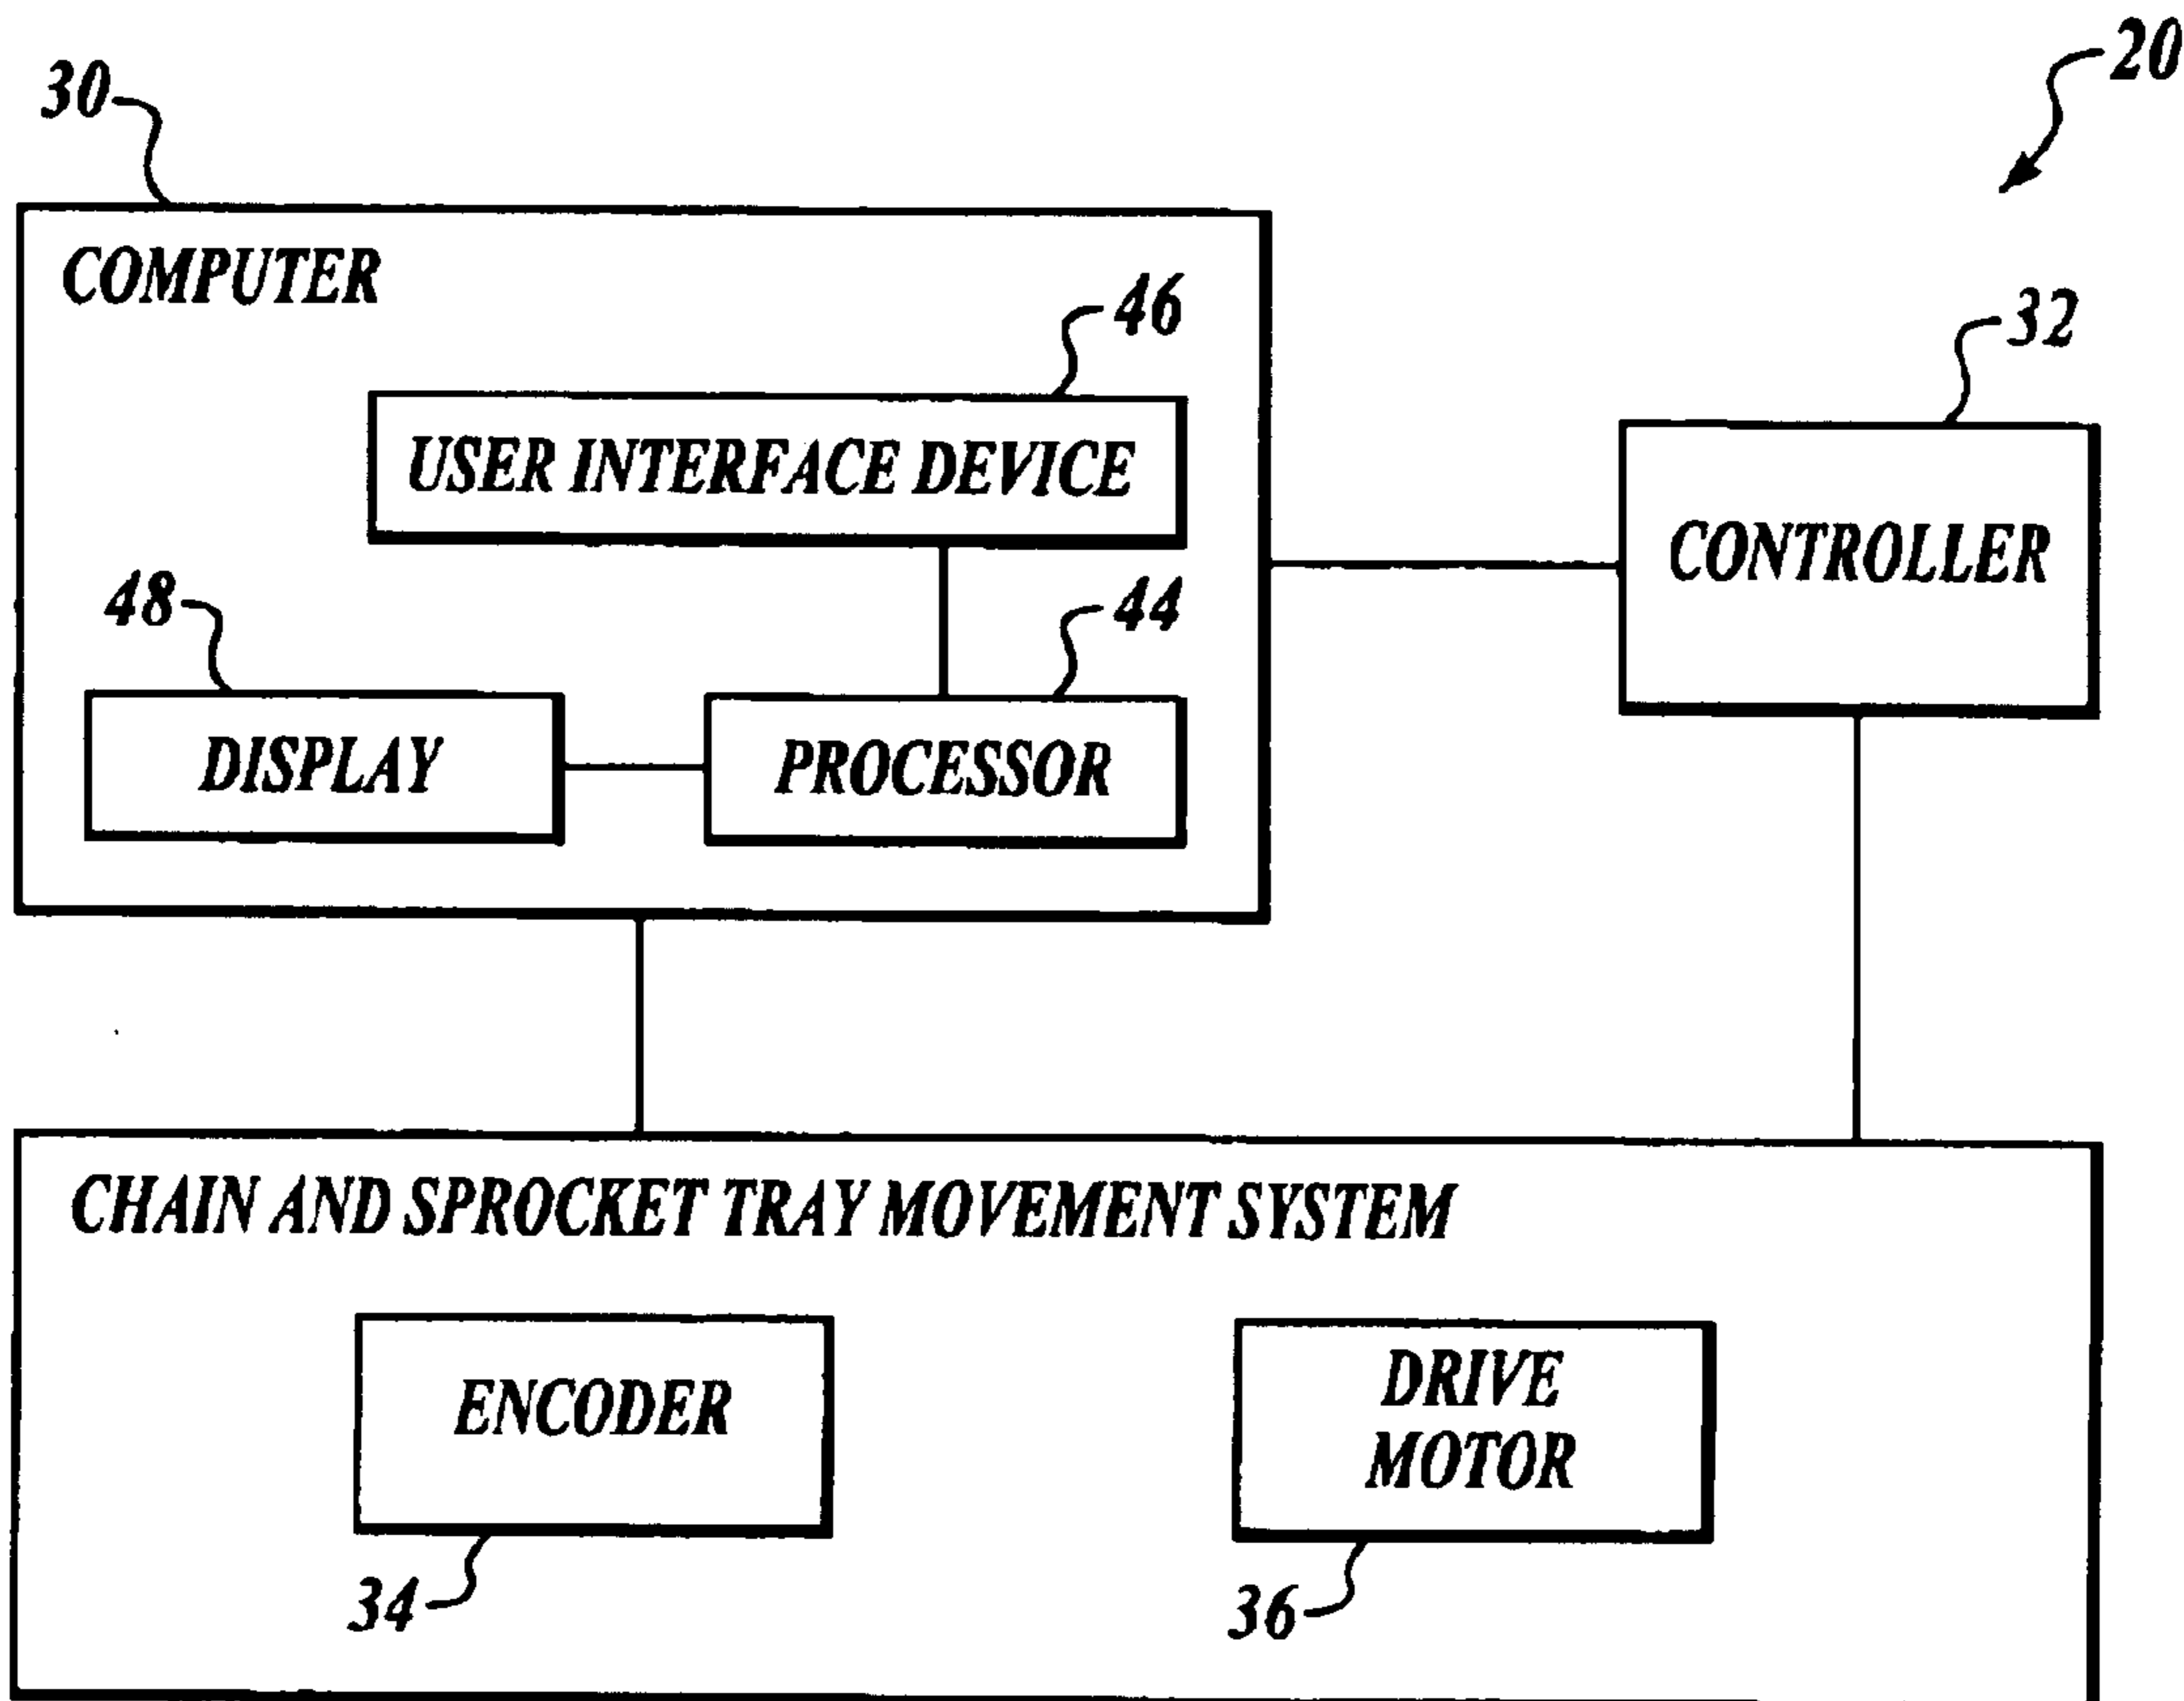 20
30
COMPUTER
46
32
USER INTERFACE DEVICE
CONTROLLER
48
44
DISPLAY
PROCESSOR
CHAIN AND SPROCKET TRAY MOVEMENT SYSTEM
ENCODER
DRIVE
MOTOR
34
36